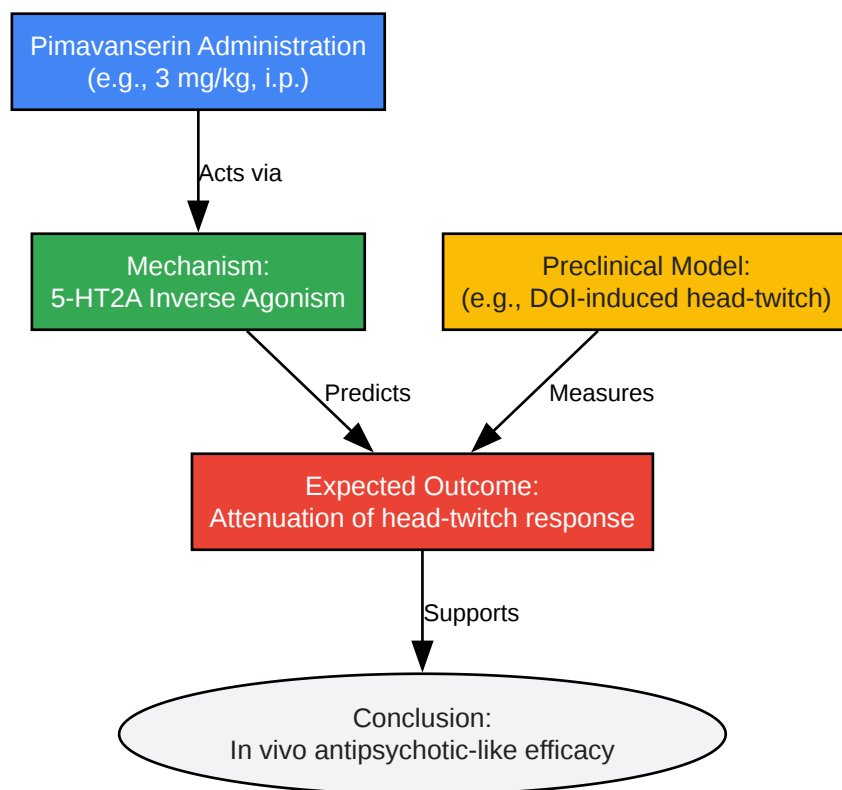 Pimavanserin Administration
(e.g., 3 mg/kg, i.p.)
Acts via
Mechanism:
5-HT2A Inverse Agonism
Preclinical Model:
(e.g., DOI-induced head-twitch)
Predicts
Measures
Expected Outcome:
Attenuation of head-twitch response
Supports
Conclusion:
In vivo antipsychotic-like efficacy